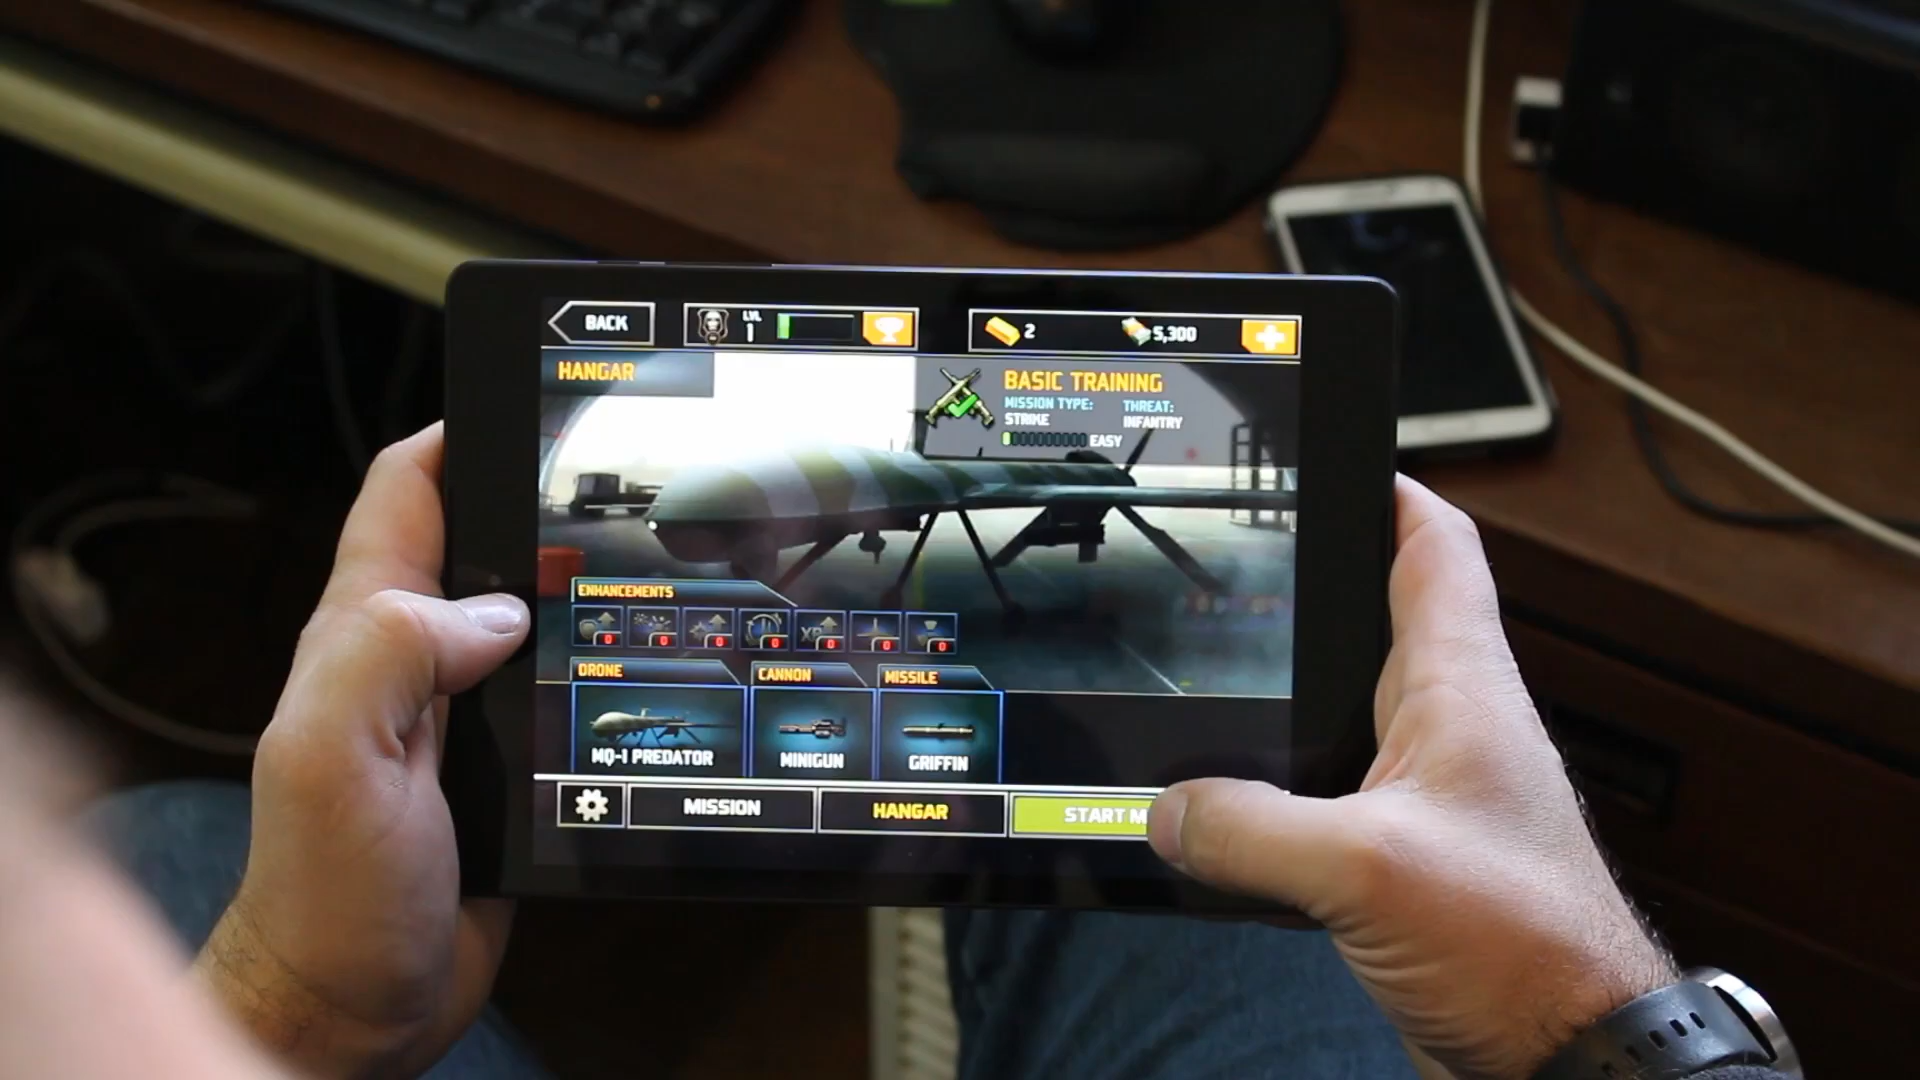 BACK
LVL
1
2
5,300
HANGAR
BASIC TRAINING
MISSION TYPE:
STRIKE
THREAT:
INFANTRY
EASY
ENHANCEMENTS
0
0
0
0
XP 0
0
0
DRONE
CANNON
MISSILE
MQ-1 PREDATOR
MINIGUN
GRIFFIN
MISSION
HANGAR
START M